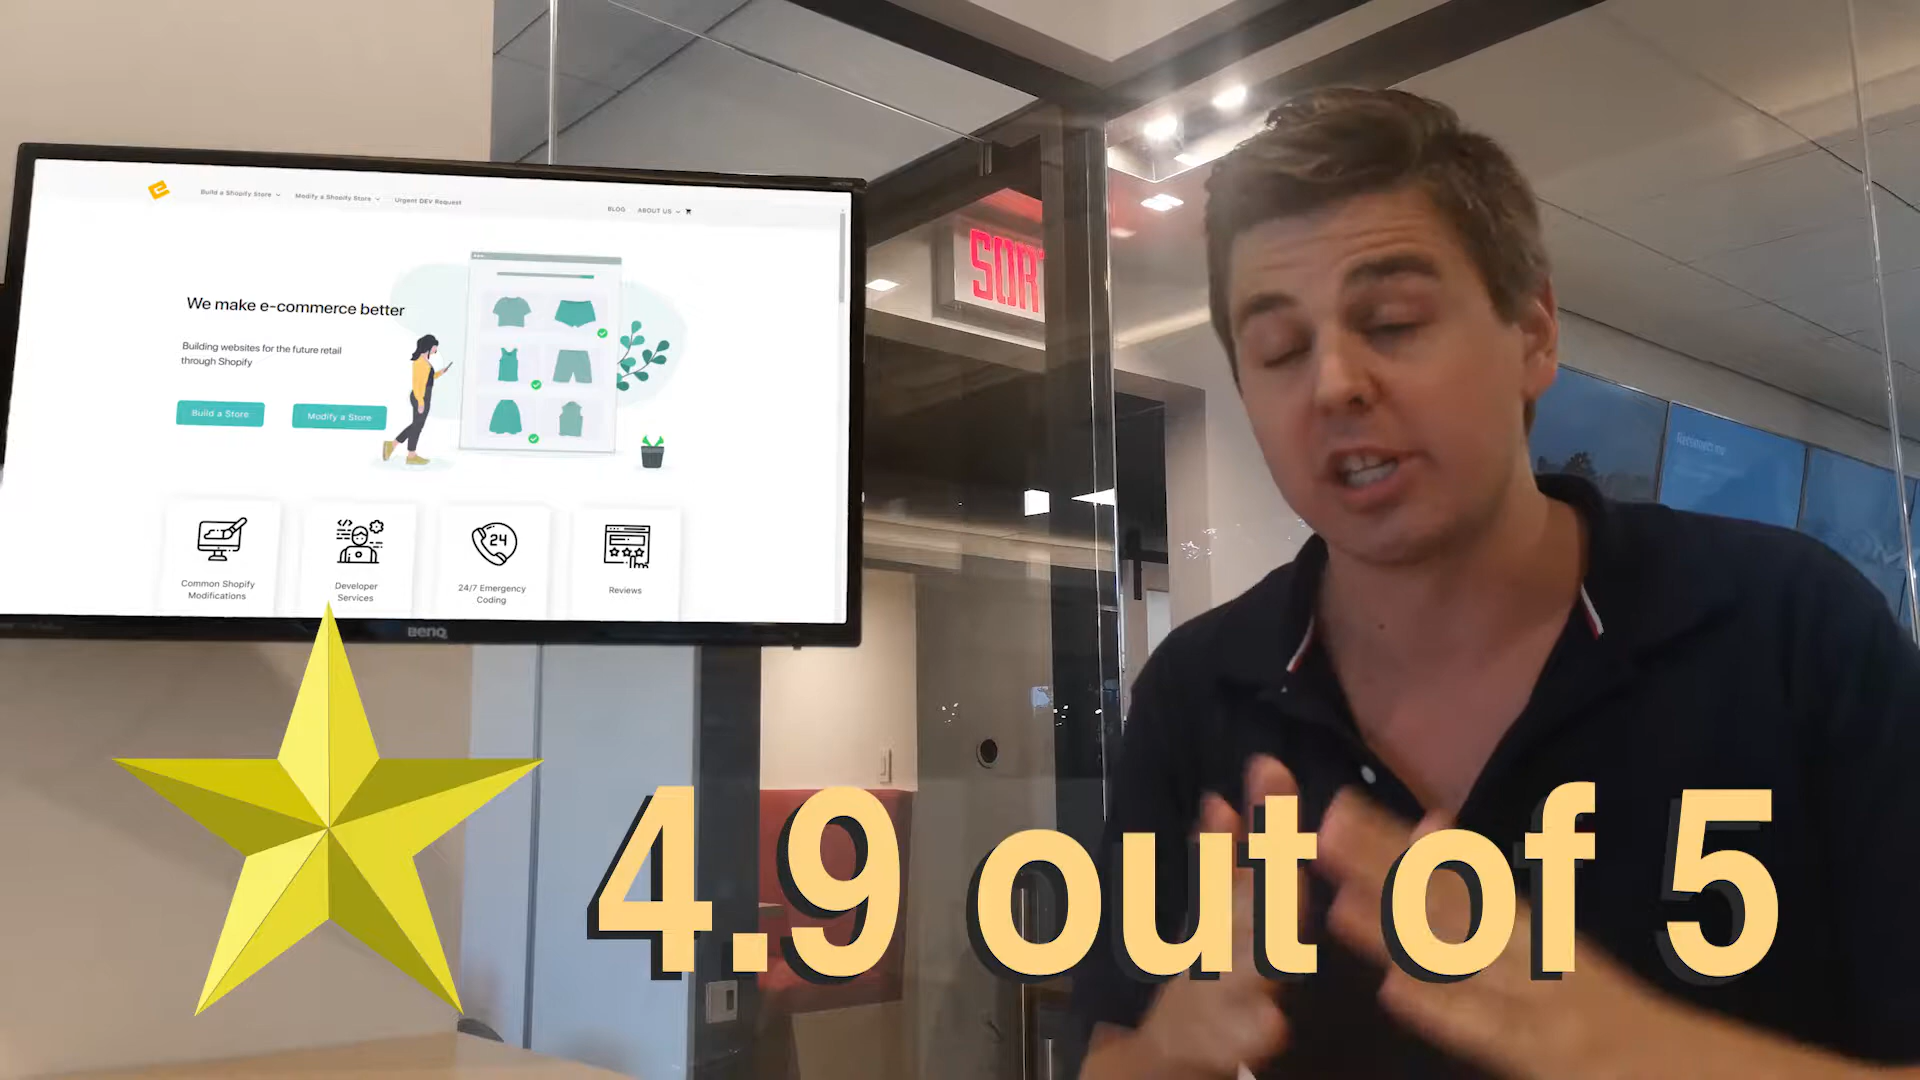 Build a Shopify Store
Modify a Shopify Store
Urgent DEV Request
BLOG
ABOUT US
We make e-commerce better
Building websites for the future retail
through Shopify
Build a Store
Modify a Store
24
Common Shopify
Modifications
Developer
Services
24/7 Emergency
Coding
Reviews
BenQ
SOR
4.9 out of 5